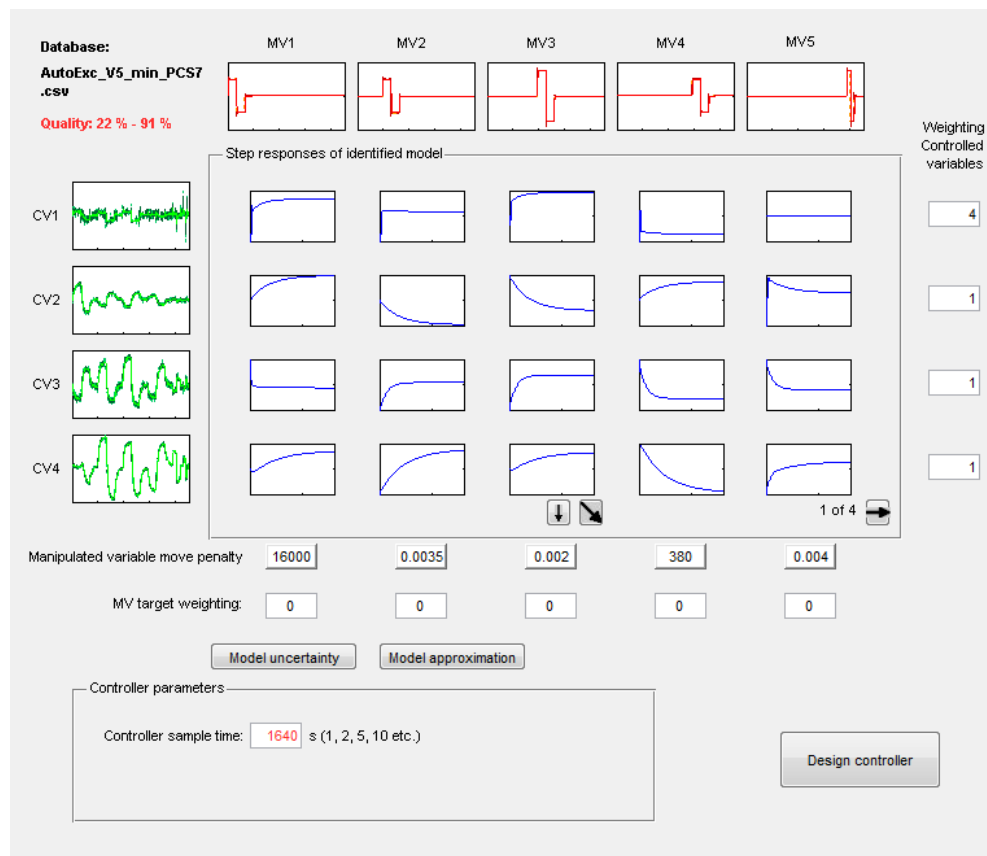 Database:
AutoExc_V5_min_PCS7
.csv
Quality: 22 % - 91 %
MV1 MV2 MV3 MV4 MV5
Weighting
Controlled
variables
Step responses of identified model
CV1 4
CV2 1
CV3 1
CV4 1
1 of 4
Manipulated variable move penalty 16000 0.0035 0.002 380 0.004
MV target weighting: 0 0 0 0 0
Model uncertainty Model approximation
Controller parameters
Controller sample time: 1640 s (1, 2, 5, 10 etc.)
Design controller